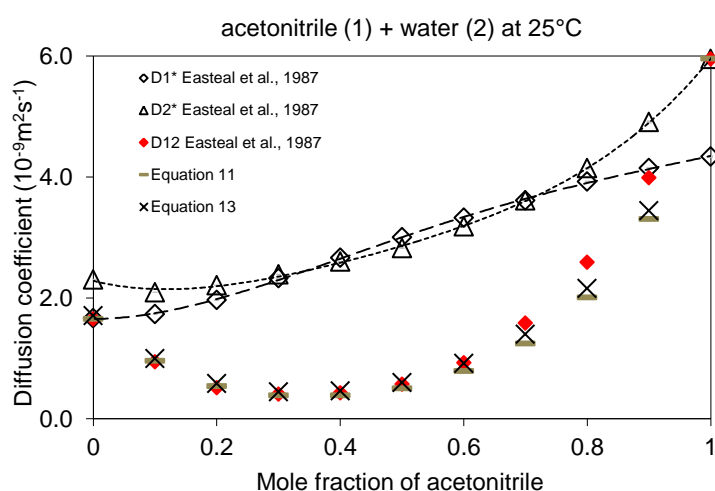 acetonitrile (1) + water (2) at 25°C
Diffusion coefficient (10⁻⁹m²s⁻¹)
6.0
4.0
2.0
0.0
D1* Easteal et al., 1987
D2* Easteal et al., 1987
D12 Easteal et al., 1987
Equation 11
Equation 13
0 0.2 0.4 0.6 0.8 1
Mole fraction of acetonitrile